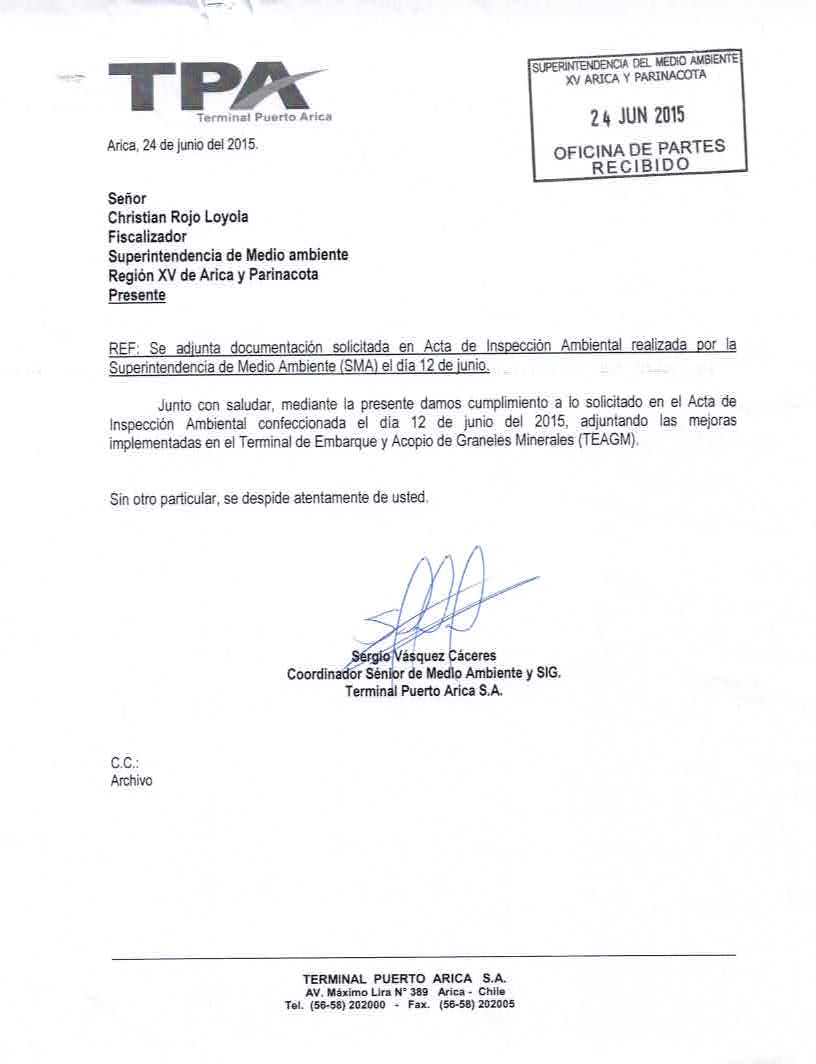 TPA
Terminal Puerto Arica
SUPERINTENDENCIA DEL MEDIO AMBIENTE
XV ARICA Y PARINACOTA
24 JUN 2015
OFICINA DE PARTES
RECIBIDO
Arica, 24 de junio del 2015.
Señor
Christian Rojo Loyola
Fiscalizador
Superintendencia de Medio ambiente
Región XV de Arica y Parinacota
Presente
REF: Se adjunta documentación solicitada en Acta de Inspección Ambiental realizada por la
Superintendencia de Medio Ambiente (SMA) el día 12 de junio.
Junto con saludar, mediante la presente damos cumplimiento a lo solicitado en el Acta de
Inspección Ambiental confeccionada el día 12 de junio del 2015, adjuntando las mejoras
implementadas en el Terminal de Embarque y Acopio de Graneles Minerales (TEAGM).
Sin otro particular, se despide atentamente de usted.
Sergio Vásquez Cáceres
Coordinador Sénior de Medio Ambiente y SIG.
Terminal Puerto Arica S.A.
C.C.:
Archivo
TERMINAL PUERTO ARICA S.A.
AV. Máximo Lira N° 389 Arica - Chile
Tel. (56-58) 202000 - Fax. (56-58) 202005